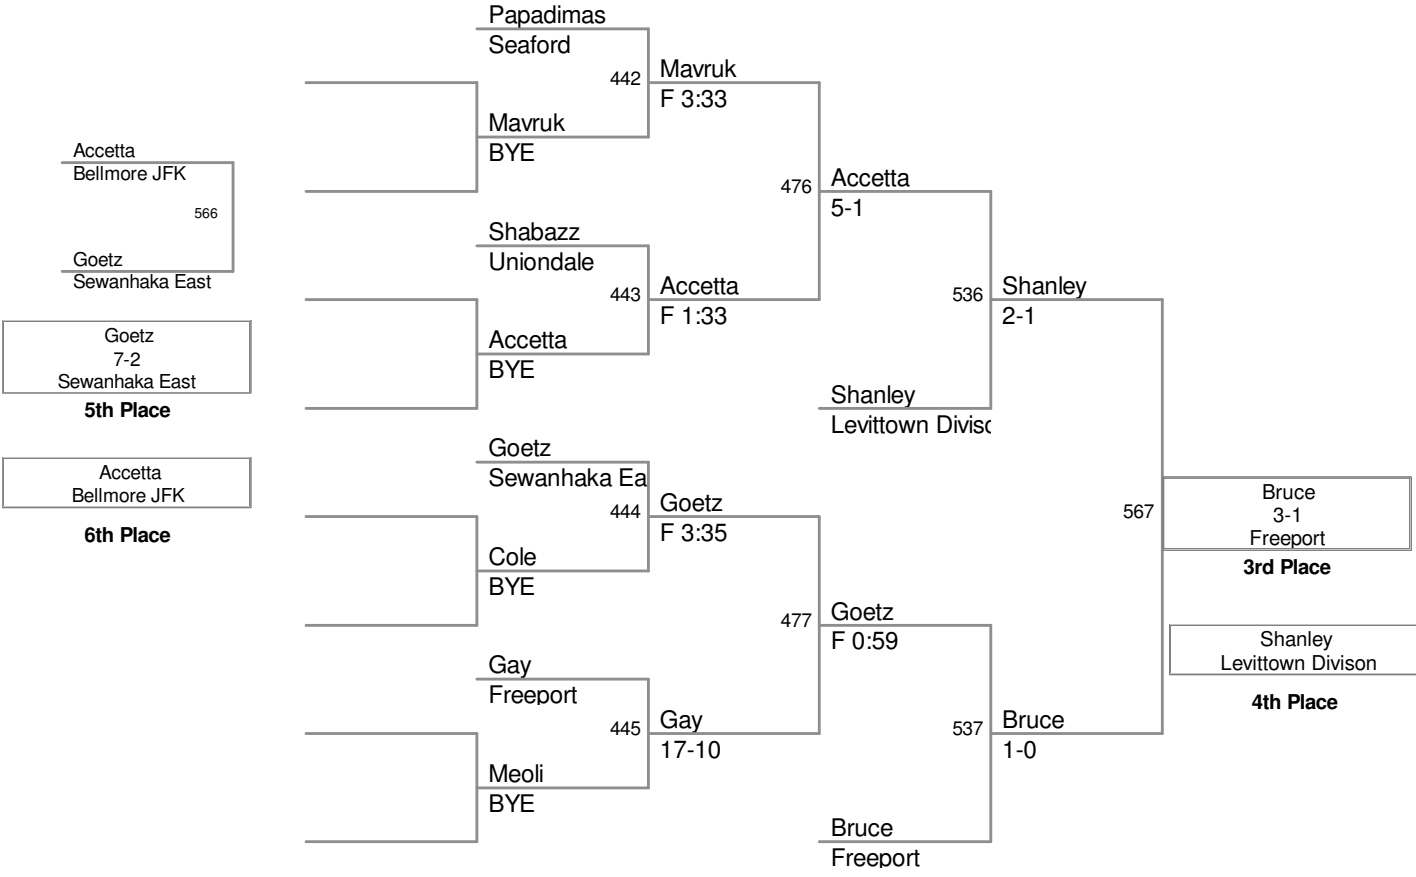 Papadimas
Seaford
442
Mavruk
F 3:33
Mavruk
BYE
Accetta
Bellmore JFK
566
Goetz
Sewanhaka East
476
Accetta
5-1
Shabazz
Uniondale
443
Accetta
F 1:33
Accetta
BYE
536
Shanley
2-1
Goetz
7-2
Sewanhaka East
5th Place
Shanley
Levittown Divisc
Accetta
Bellmore JFK
6th Place
Goetz
Sewanhaka Ea
444
Goetz
F 3:35
Cole
BYE
567
Bruce
3-1
Freeport
3rd Place
477
Goetz
F 0:59
Shanley
Levittown Divison
4th Place
Gay
Freeport
445
Gay
17-10
Meoli
BYE
537
Bruce
1-0
Bruce
Freeport